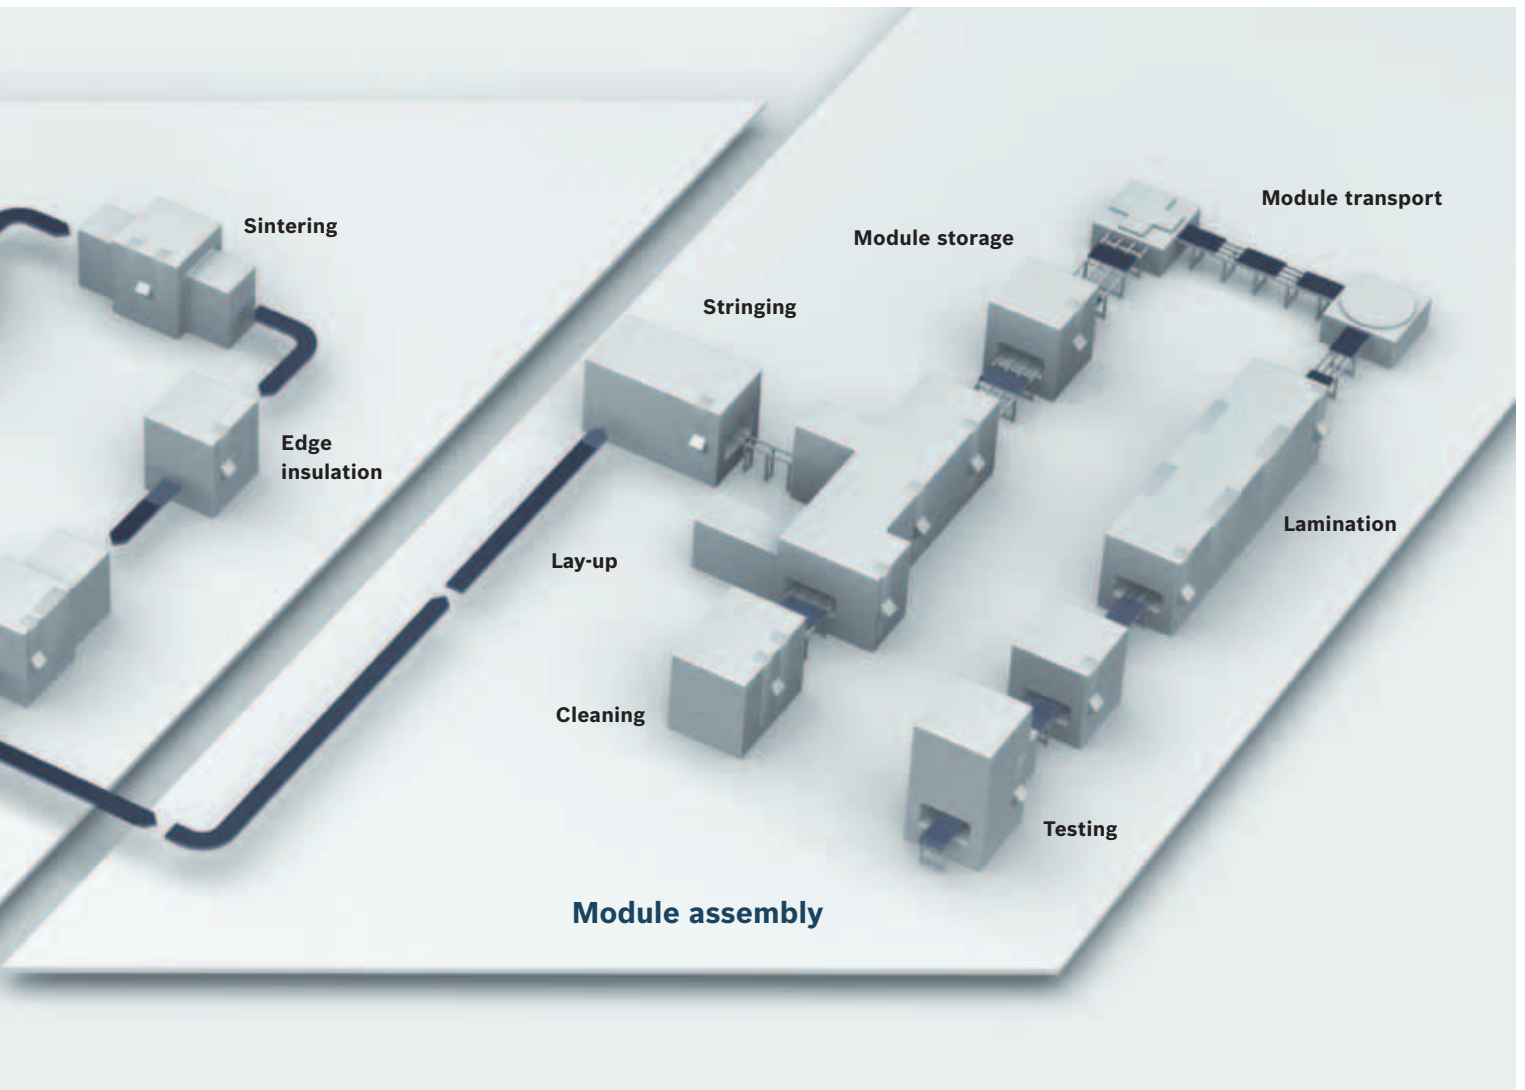 Module transport
Sintering
Module storage
Stringing
Edge
insulation
Lamination
Lay-up
Cleaning
Testing
Module assembly